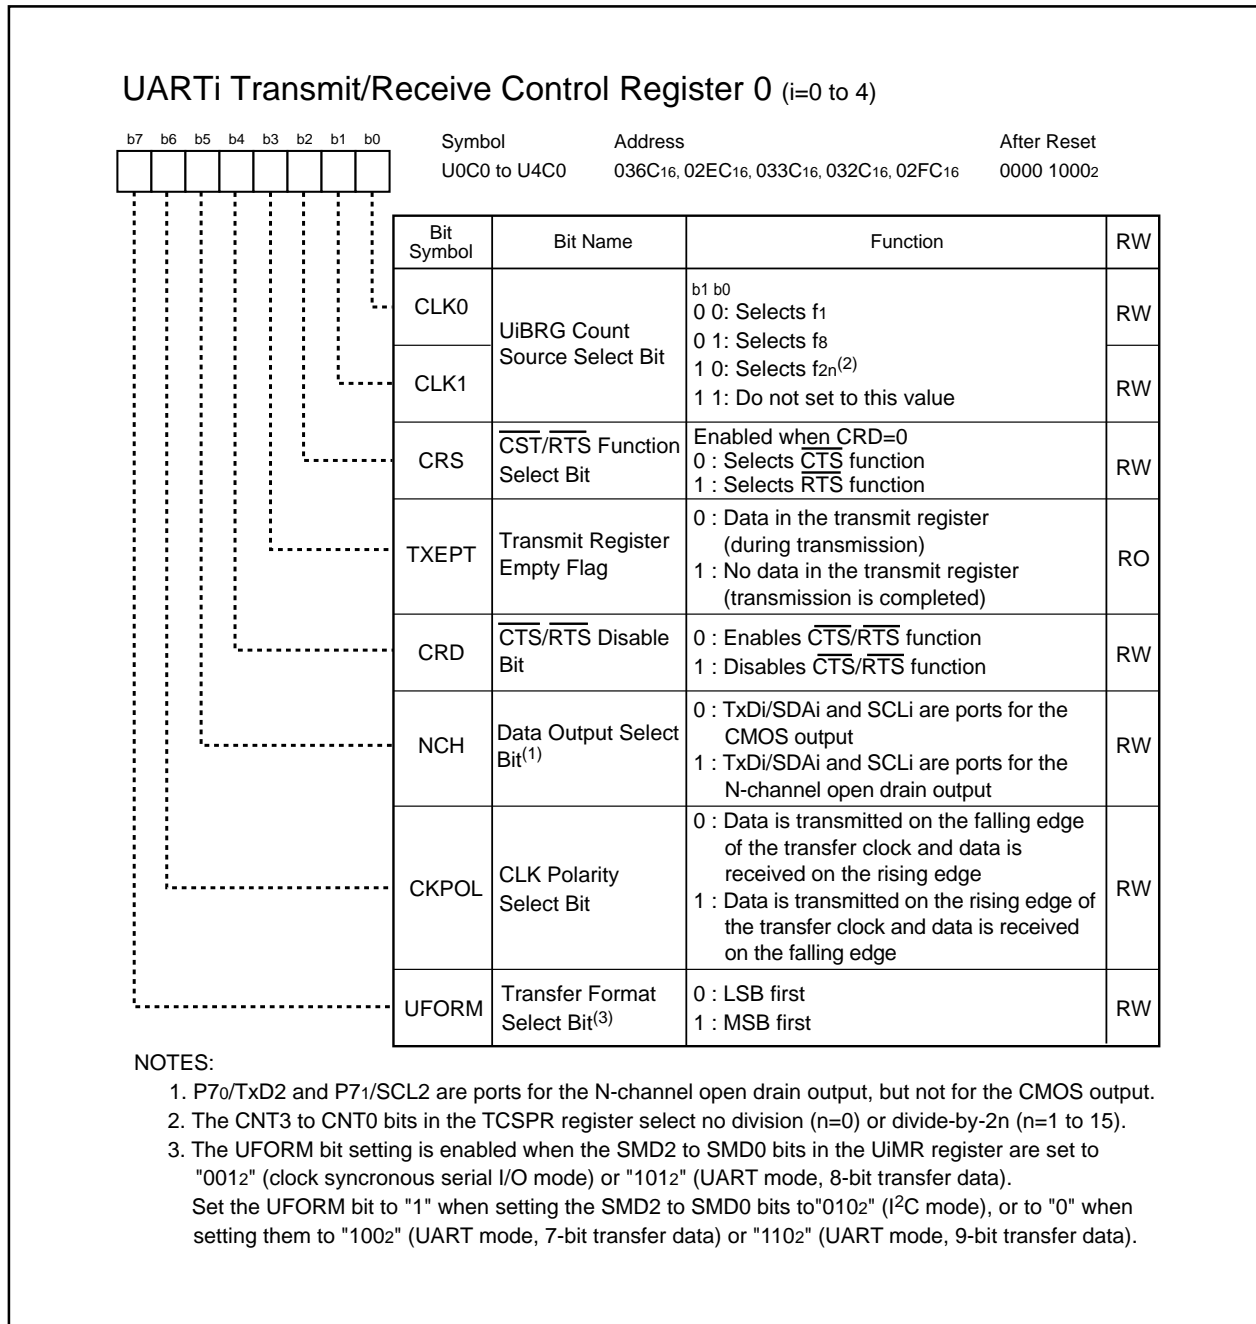 UARTi Transmit/Receive Control Register 0 (i=0 to 4)
b7 b6 b5 b4 b3 b2 b1 b0
Symbol Address After Reset
U0C0 to U4C0 036C16, 02EC16, 033C16, 032C16, 02FC16 0000 10002
Bit Symbol Bit Name Function RW
CLK0
CLK1
UiBRG Count
Source Select Bit
b1 b0
0 0: Selects f1
0 1: Selects f8
1 0: Selects f2n(2)
1 1: Do not set to this value
RW
RW
CRS
CST/RTS Function
Select Bit
Enabled when CRD=0
0 : Selects CTS function
1 : Selects RTS function
RW
TXEPT
Transmit Register
Empty Flag
0 : Data in the transmit register
(during transmission)
1 : No data in the transmit register
(transmission is completed)
RO
CRD
CTS/RTS Disable
Bit
0 : Enables CTS/RTS function
1 : Disables CTS/RTS function
RW
NCH
Data Output Select
Bit(1)
0 : TxDi/SDAi and SCLi are ports for the
CMOS output
1 : TxDi/SDAi and SCLi are ports for the
N-channel open drain output
RW
CKPOL
CLK Polarity
Select Bit
0 : Data is transmitted on the falling edge
of the transfer clock and data is
received on the rising edge
1 : Data is transmitted on the rising edge of
the transfer clock and data is received
on the falling edge
RW
UFORM
Transfer Format
Select Bit(3)
0 : LSB first
1 : MSB first
RW
NOTES:
1. P70/TxD2 and P71/SCL2 are ports for the N-channel open drain output, but not for the CMOS output.
2. The CNT3 to CNT0 bits in the TCSPR register select no division (n=0) or divide-by-2n (n=1 to 15).
3. The UFORM bit setting is enabled when the SMD2 to SMD0 bits in the UiMR register are set to
"0012" (clock syncronous serial I/O mode) or "1012" (UART mode, 8-bit transfer data).
Set the UFORM bit to "1" when setting the SMD2 to SMD0 bits to"0102" (I2C mode), or to "0" when
setting them to "1002" (UART mode, 7-bit transfer data) or "1102" (UART mode, 9-bit transfer data).